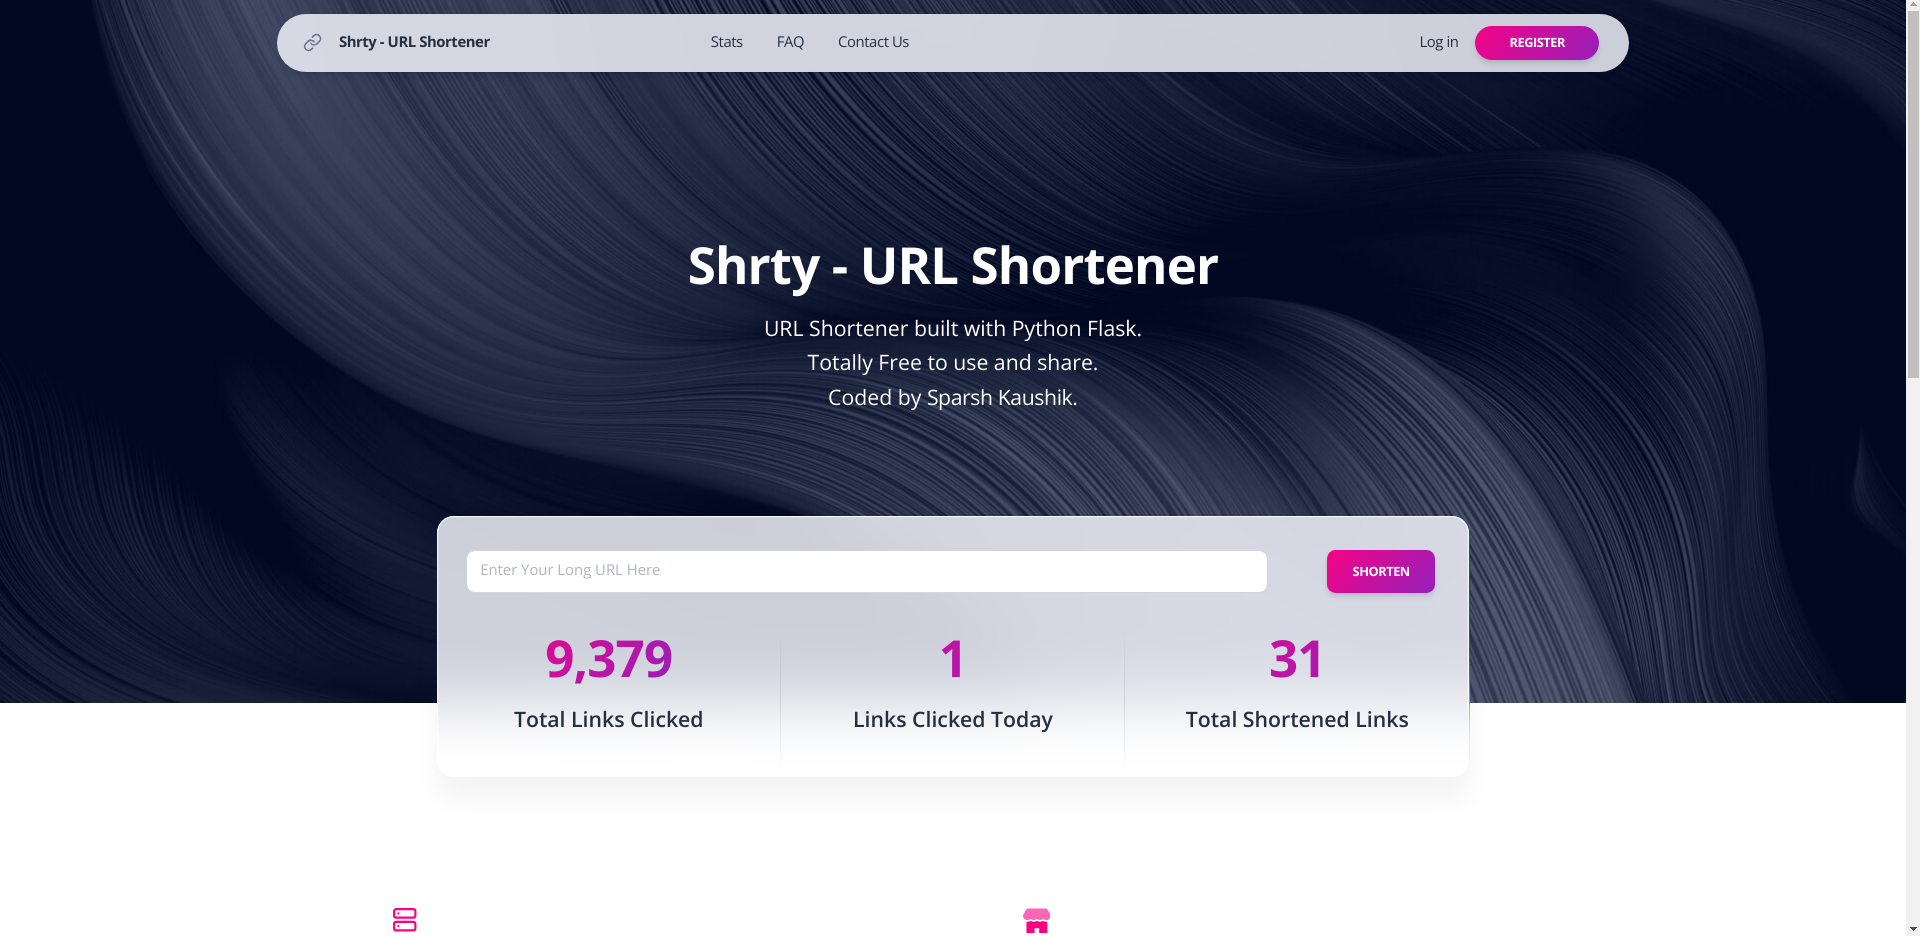 Shrty - URL Shortener
Stats
FAQ
Contact Us
Log in
REGISTER
Shrty - URL Shortener
URL Shortener built with Python Flask.
Totally Free to use and share.
Coded by Sparsh Kaushik.
Enter Your Long URL Here
SHORTEN
9,379
1
31
Total Links Clicked
Links Clicked Today
Total Shortened Links